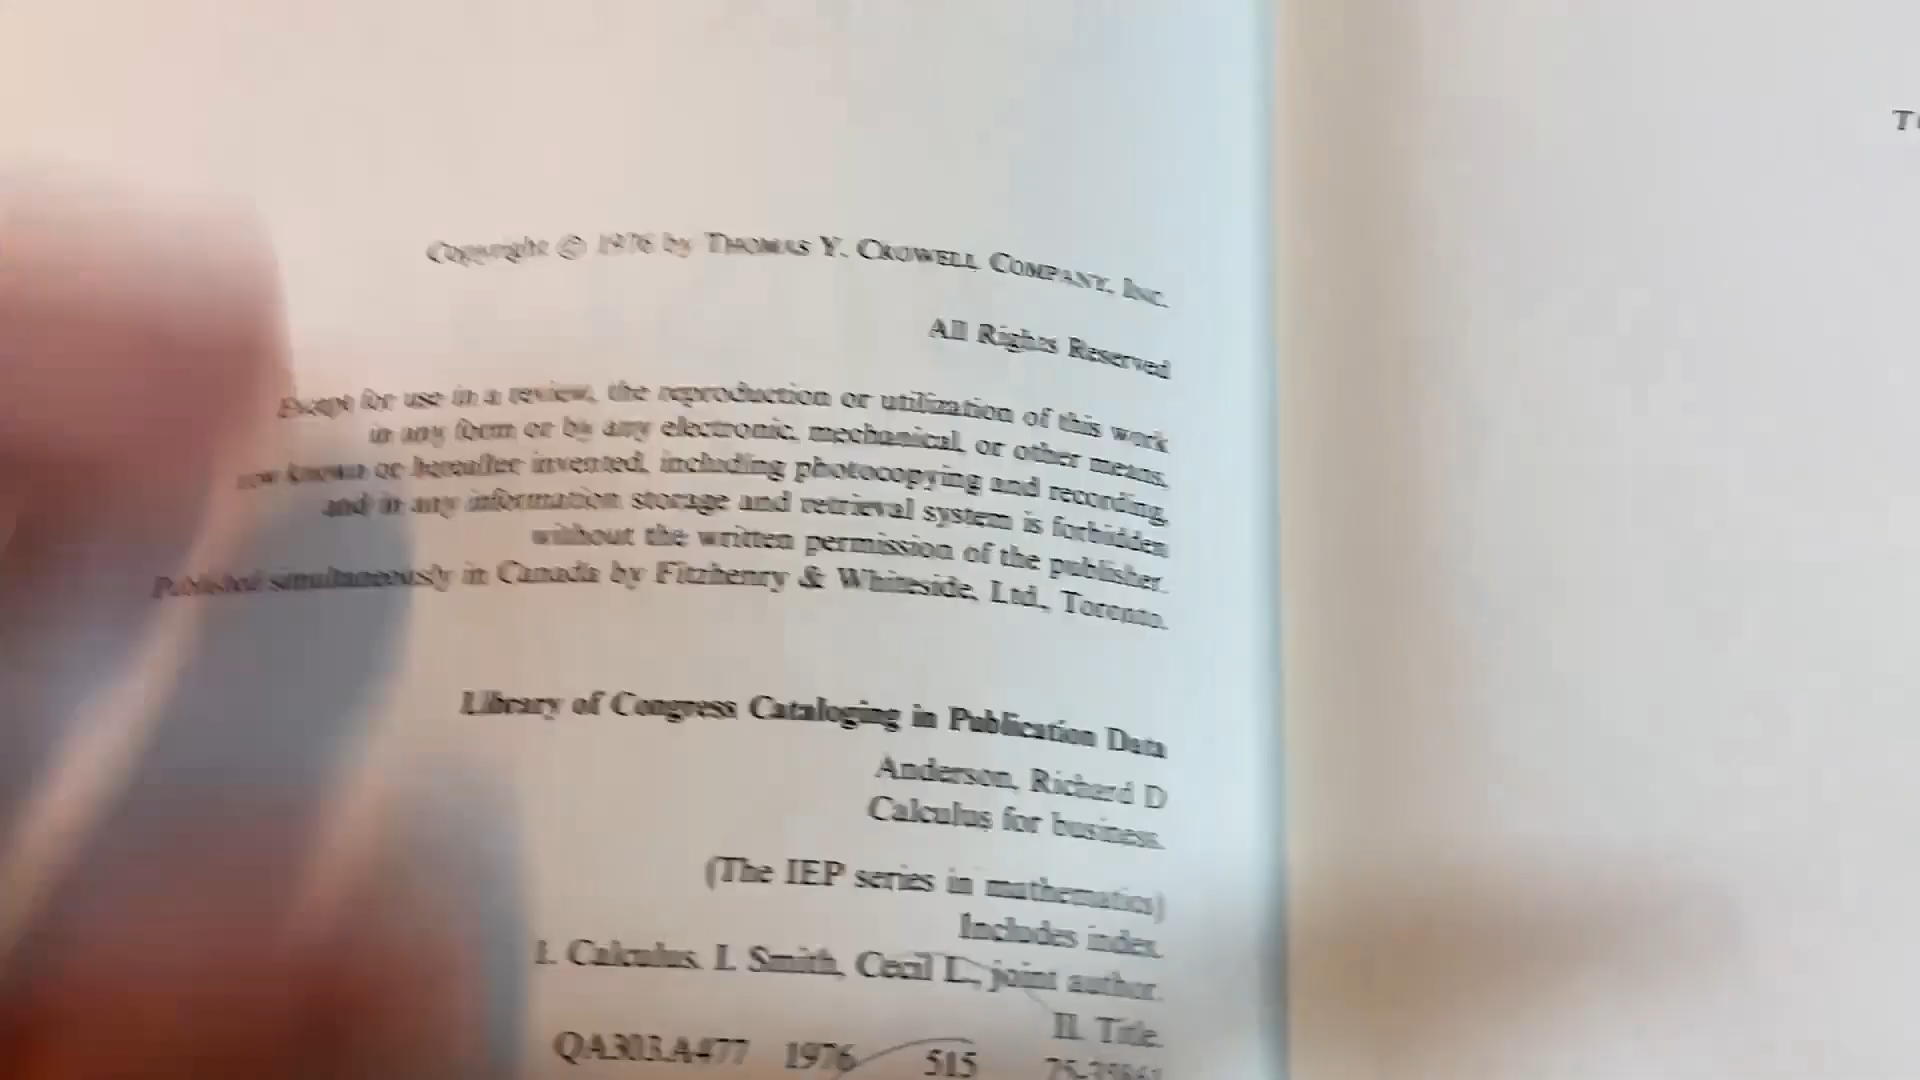 Copyright © 1976 by THOMAS Y. CROWELL COMPANY, INC.
All Rights Reserved
Except for use in a review, the reproduction or utilization of this work
in any form or by any electronic, mechanical, or other means,
now known or hereafter invented, including photocopying and recording,
and in any information storage and retrieval system is forbidden
without the written permission of the publisher.
Published simultaneously in Canada by Fitzhenry & Whiteside, Ltd., Toronto.
Library of Congress Cataloging in Publication Data
Anderson, Richard D
Calculus for business.
(The IEP series in mathematics)
Includes index.
1. Calculus. I. Smith, Cecil L., joint author.
II. Title.
QA303.A477 1976 515